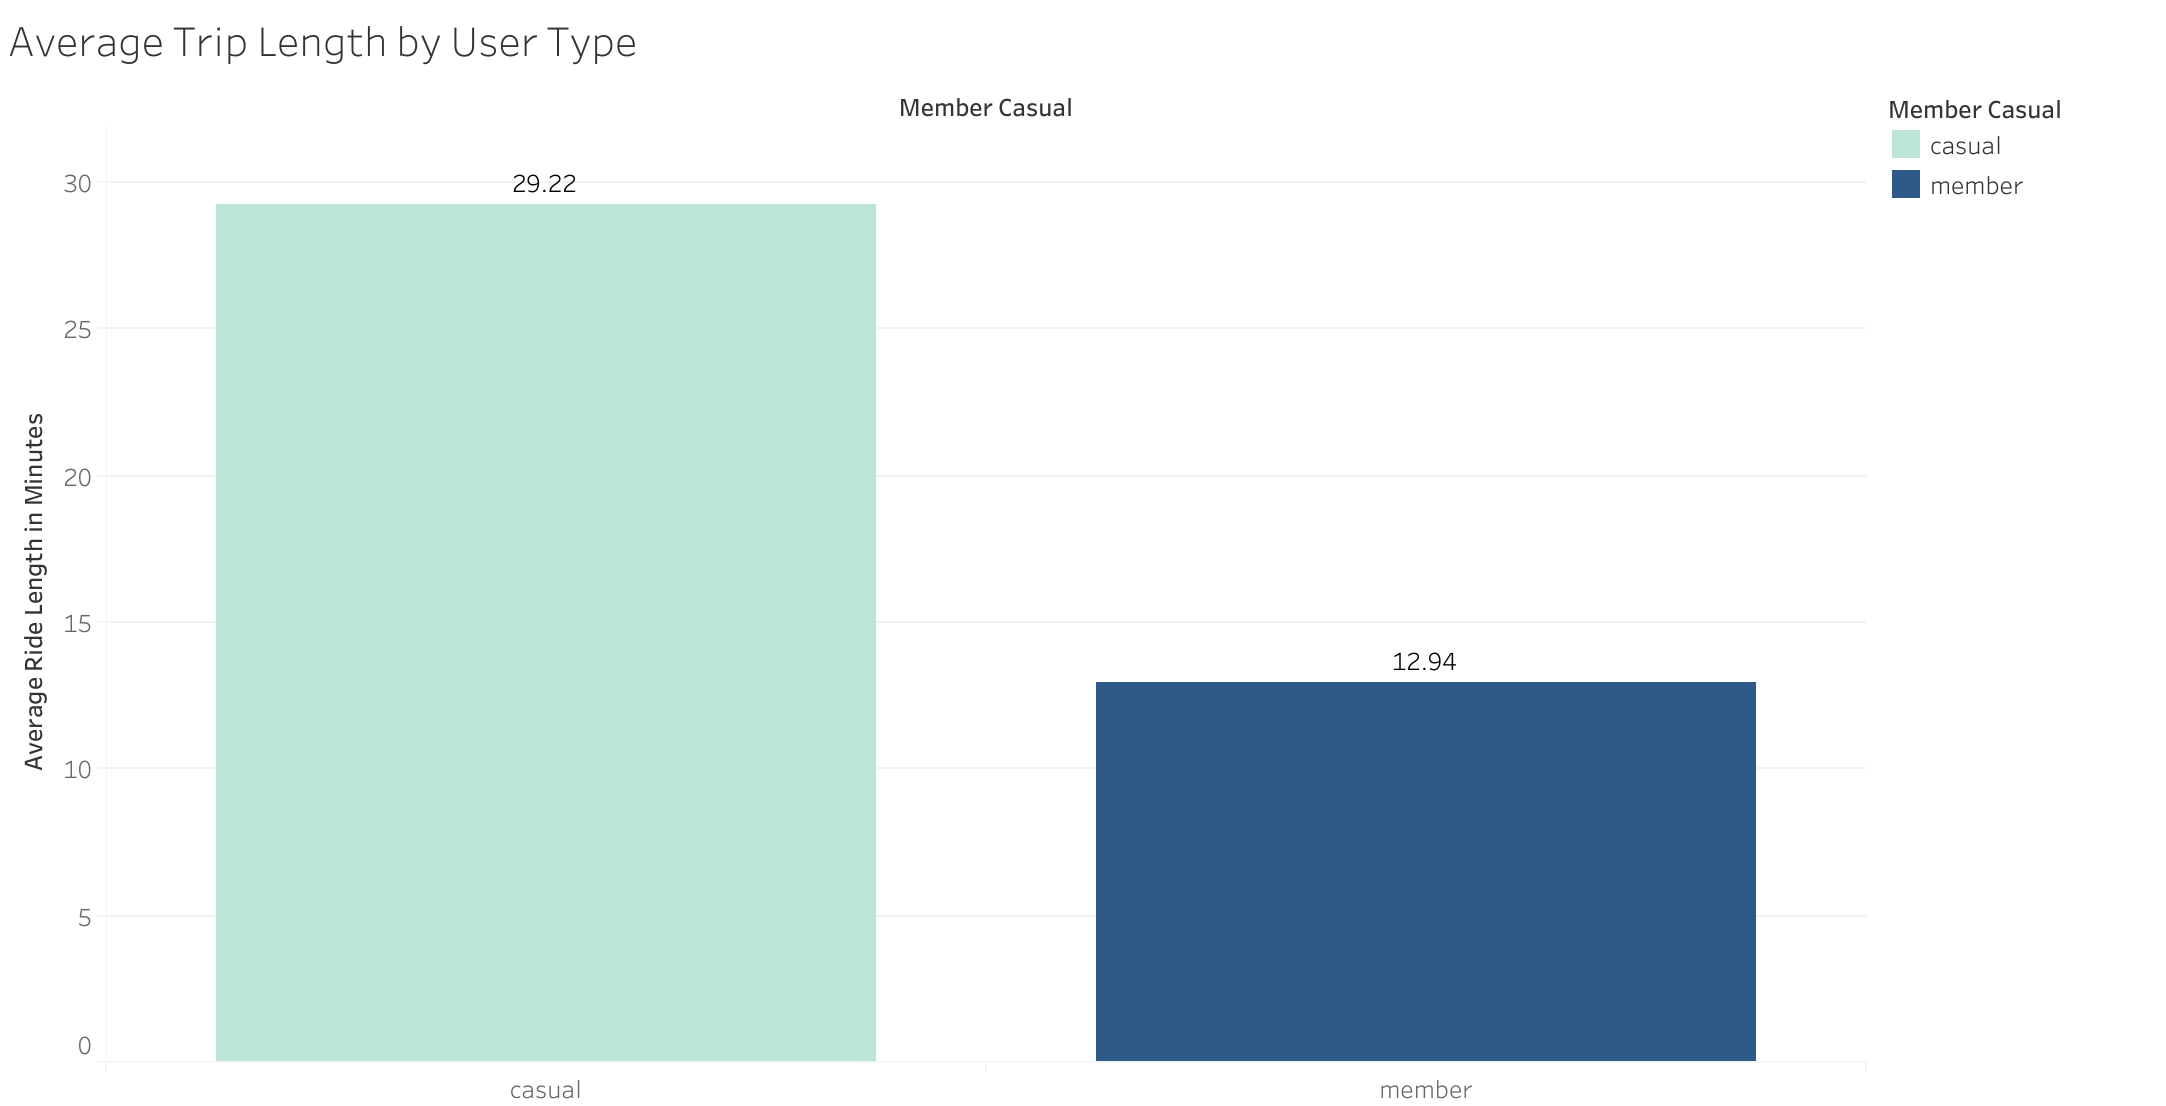 Average Trip Length by User Type
Member Casual
Member Casual
casual
member
30
25
20
15
10
5
0
Average Ride Length in Minutes
29.22
12.94
casual
member